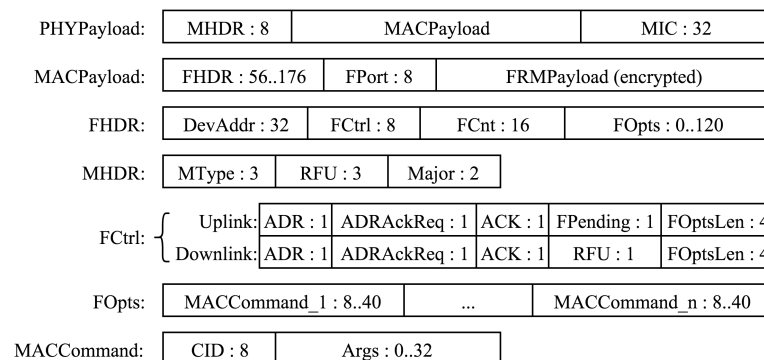 PHYPayload: MHDR : 8 MACPayload MIC : 32
MACPayload: FHDR : 56..176 FPort : 8 FRMPayload (encrypted)
FHDR: DevAddr : 32 FCtrl : 8 FCnt : 16 FOpts : 0..120
MHDR: MType : 3 RFU : 3 Major : 2
FCtrl:
Uplink: ADR : 1 ADRAckReq : 1 ACK : 1 FPending : 1 FOptsLen : 4
Downlink: ADR : 1 ADRAckReq : 1 ACK : 1 RFU : 1 FOptsLen : 4
FOpts: MACCommand_1 : 8..40 ... MACCommand_n : 8..40
MACCommand: CID : 8 Args : 0..32